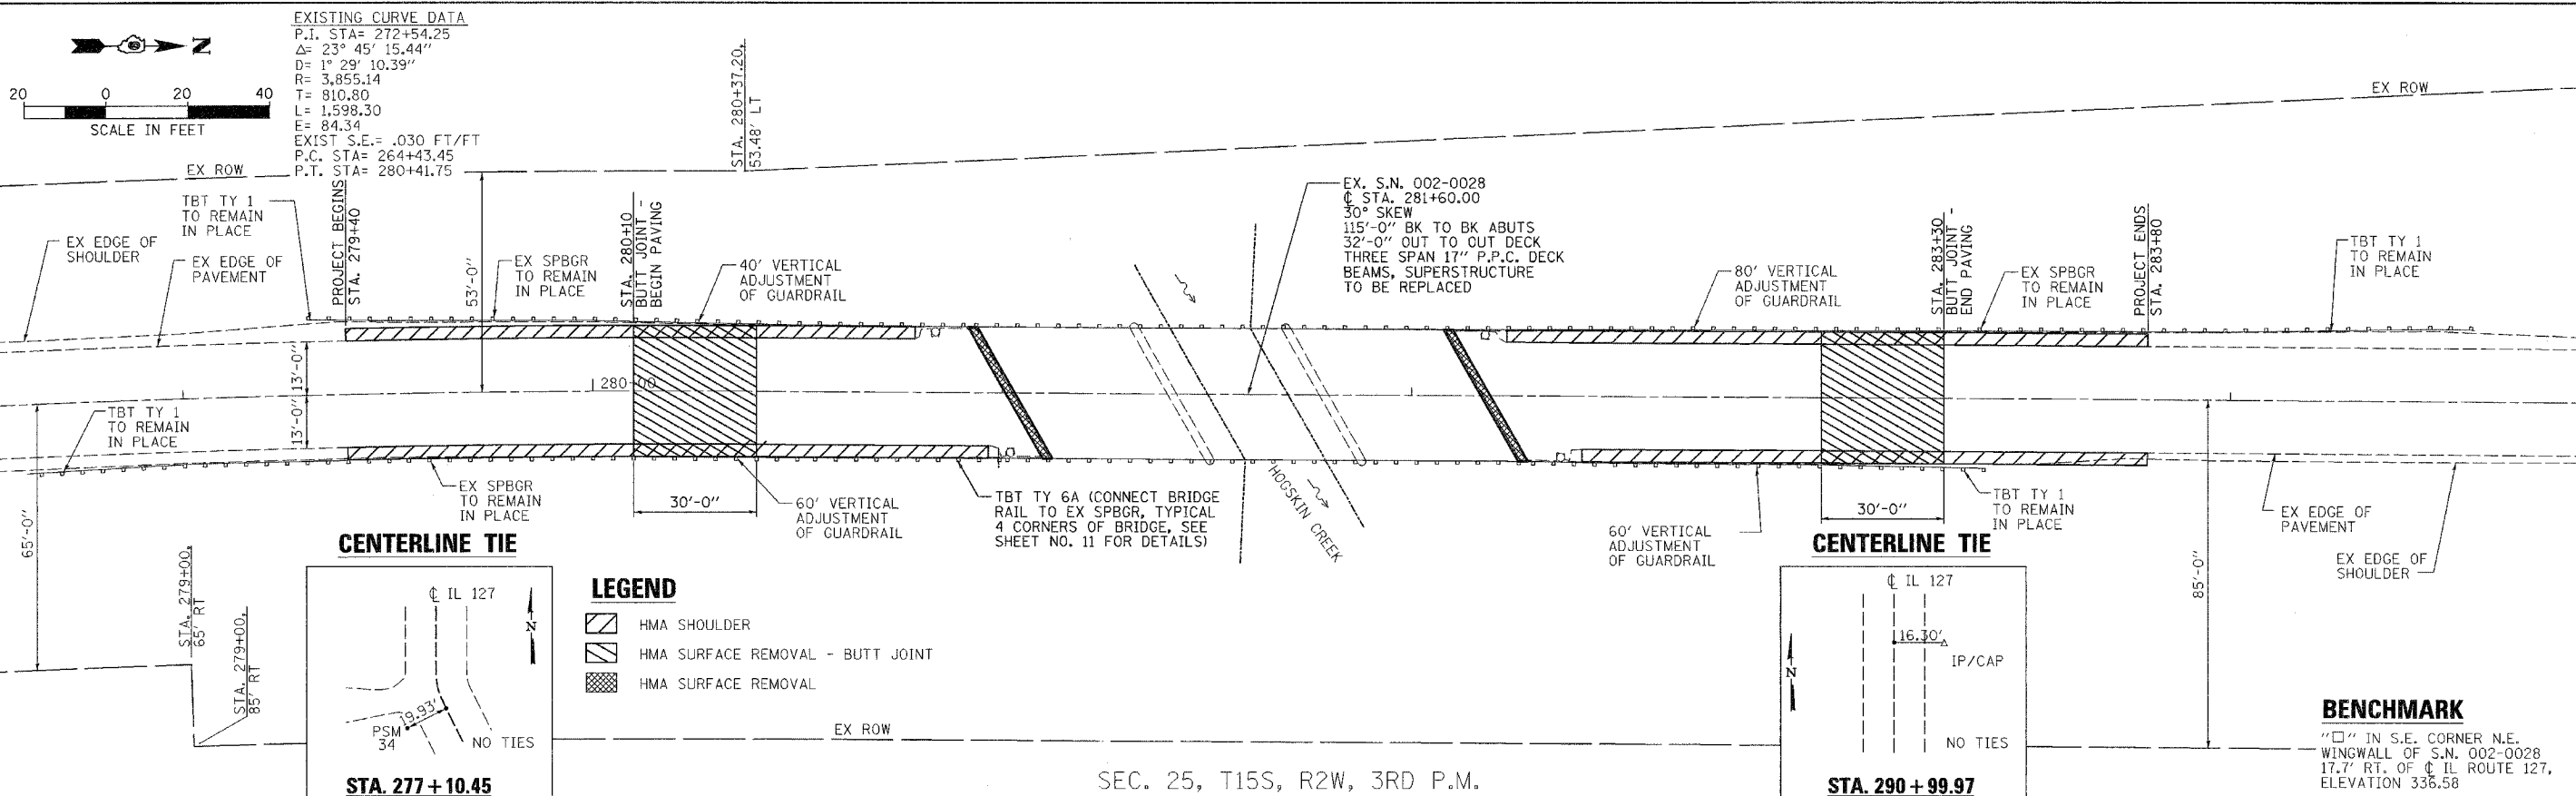 EXISTING CURVE DATA
P.I. STA= 272+54.25
Δ= 23° 45' 15.44"
D= 1° 29' 10.39"
R= 3,855.14
T= 810.80
L= 1,598.30
E= 84.34
EXIST S.E.= .030 FT/FT
P.C. STA= 264+43.45
P.T. STA= 280+41.75
N
20 0 20 40
SCALE IN FEET
STA. 280+37.20,
53.48' LT
EX ROW
EX ROW
TBT TY 1
TO REMAIN
IN PLACE
PROJECT BEGINS
STA. 279+40
EX EDGE OF
SHOULDER
EX EDGE OF
PAVEMENT
53'-0"
EX SPBGR
TO REMAIN
IN PLACE
STA. 280+10
BUTT JOINT -
BEGIN PAVING
40' VERTICAL
ADJUSTMENT
OF GUARDRAIL
EX. S.N. 002-0028
℄ STA. 281+60.00
30° SKEW
115'-0" BK TO BK ABUTS
32'-0" OUT TO OUT DECK
THREE SPAN 17" P.P.C. DECK
BEAMS, SUPERSTRUCTURE
TO BE REPLACED
80' VERTICAL
ADJUSTMENT
OF GUARDRAIL
STA. 283+30
BUTT JOINT -
END PAVING
EX SPBGR
TO REMAIN
IN PLACE
PROJECT ENDS
STA. 283+80
TBT TY 1
TO REMAIN
IN PLACE
13'-0"
13'-0"
280+00
TBT TY 1
TO REMAIN
IN PLACE
65'-0"
EX SPBGR
TO REMAIN
IN PLACE
30'-0"
60' VERTICAL
ADJUSTMENT
OF GUARDRAIL
TBT TY 6A (CONNECT BRIDGE
RAIL TO EX SPBGR, TYPICAL
4 CORNERS OF BRIDGE, SEE
SHEET NO. 11 FOR DETAILS)
HOGSKIN CREEK
60' VERTICAL
ADJUSTMENT
OF GUARDRAIL
30'-0"
TBT TY 1
TO REMAIN
IN PLACE
85'-0"
EX EDGE OF
PAVEMENT
EX EDGE OF
SHOULDER
STA. 279+00,
65' RT
STA. 279+00,
85' RT
CENTERLINE TIE
℄ IL 127
N
19.93'
PSM
34
NO TIES
STA. 277+10.45
LEGEND
HMA SHOULDER
HMA SURFACE REMOVAL - BUTT JOINT
HMA SURFACE REMOVAL
EX ROW
SEC. 25, T15S, R2W, 3RD P.M.
CENTERLINE TIE
℄ IL 127
N
16.30'
IP/CAP
NO TIES
STA. 290+99.97
BENCHMARK
"□" IN S.E. CORNER N.E.
WINGWALL OF S.N. 002-0028
17.7' RT. OF ℄ IL ROUTE 127,
ELEVATION 336.58